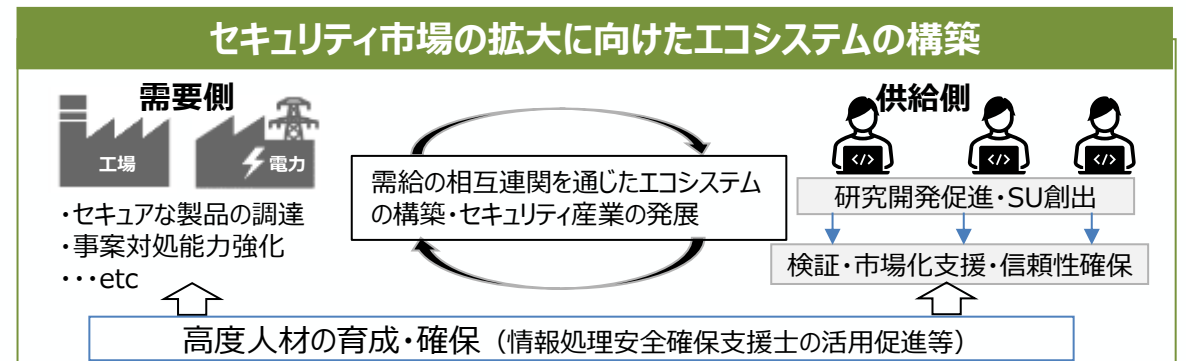 セキュリティ市場の拡大に向けたエコシステムの構築
需要側
工場
電力
・セキュアな製品の調達
・事案対処能力強化
・・・etc
需給の相互連関を通じたエコシステム
の構築・セキュリティ産業の発展
供給側
</>
</>
</>
研究開発促進・SU創出
検証・市場化支援・信頼性確保
高度人材の育成・確保（情報処理安全確保支援士の活用促進等）